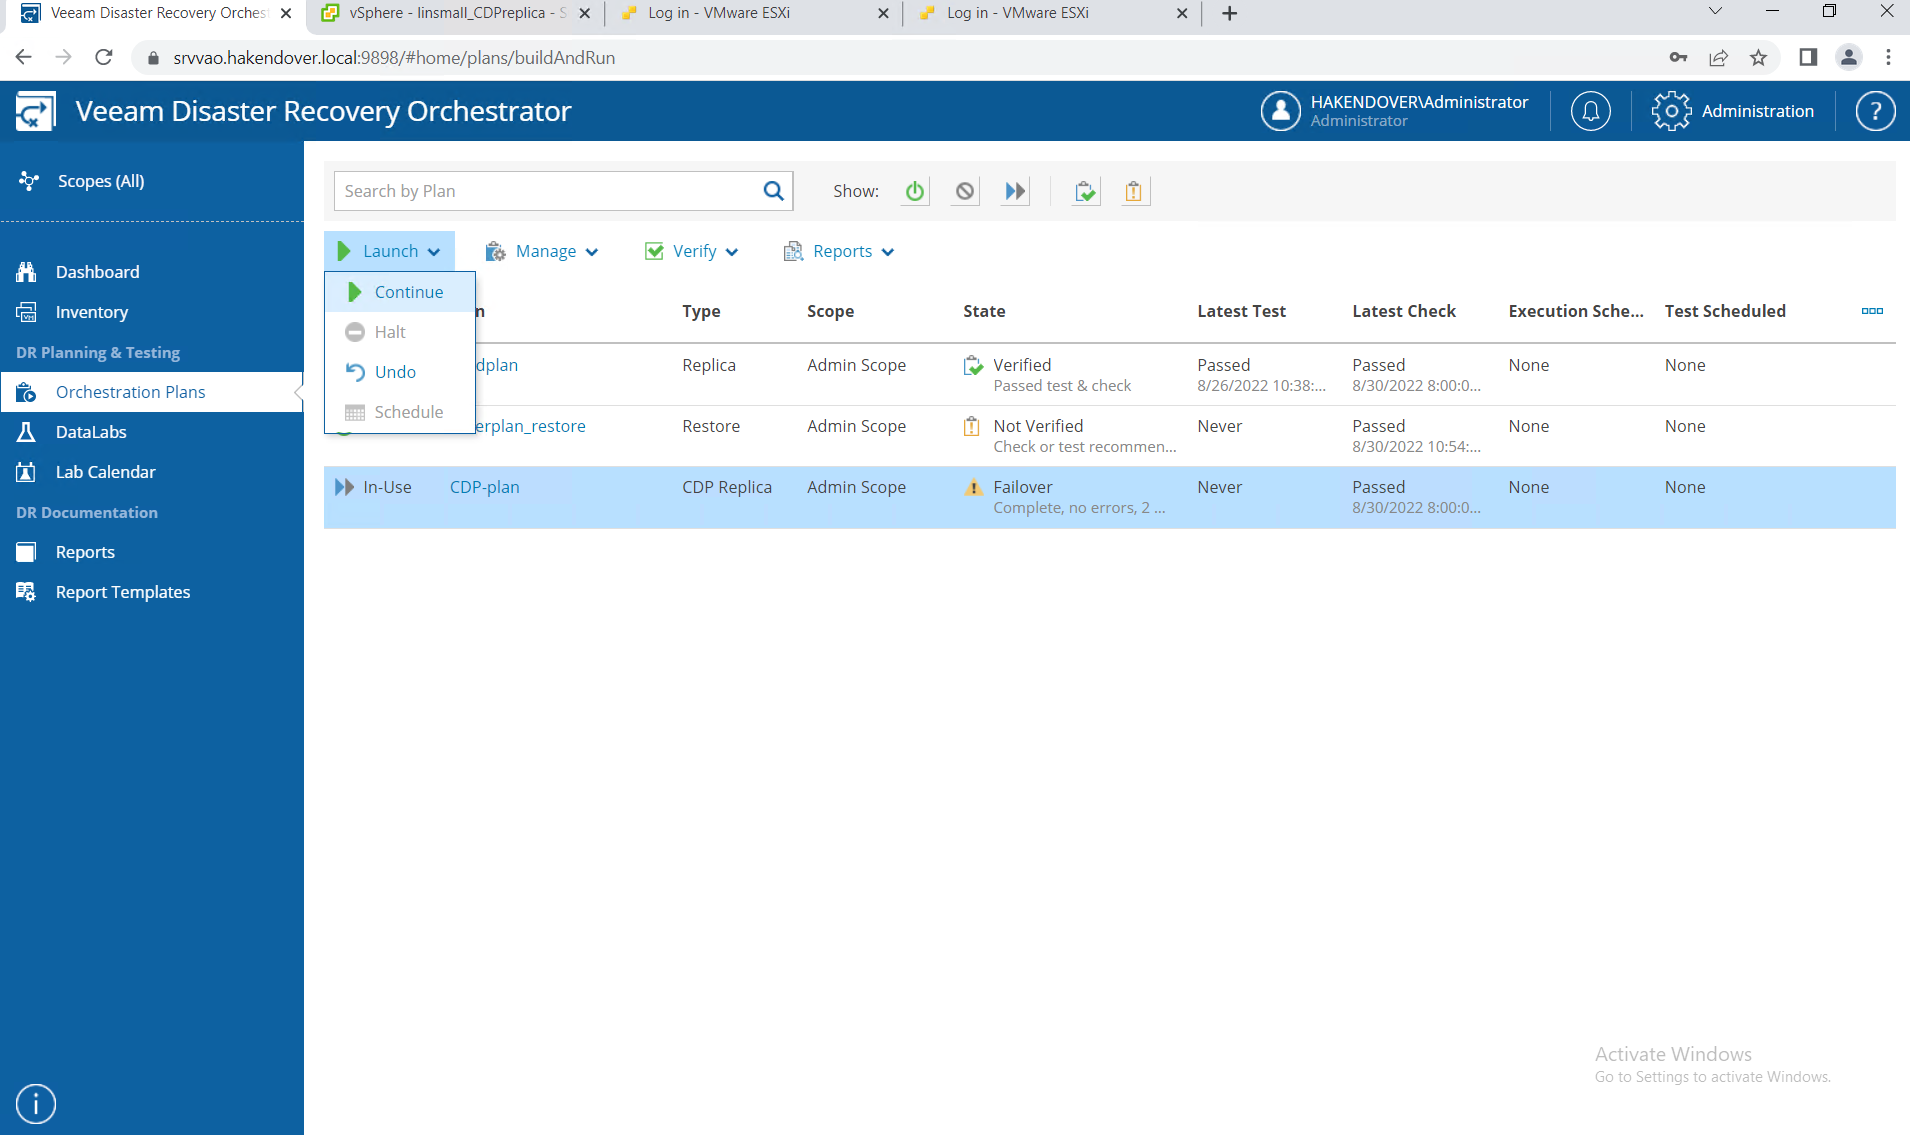 Veeam Disaster Recovery Orches
vSphere - linsmall_CDPreplica - S
Log in - VMware ESXi
Log in - VMware ESXi
srvvao.hakendover.local:9898/#home/plans/buildAndRun
Veeam Disaster Recovery Orchestrator
HAKENDOVER\Administrator
Administrator
Administration
?
Scopes (All)
Dashboard
Inventory
DR Planning & Testing
Orchestration Plans
DataLabs
Lab Calendar
DR Documentation
Reports
Report Templates
Search by Plan
Show:
Launch
Manage
Verify
Reports
Continue
Halt
Undo
Schedule
n
Type
Scope
State
Latest Test
Latest Check
Execution Sche...
Test Scheduled
dplan
Replica
Admin Scope
Verified
Passed test & check
Passed
8/26/2022 10:38:...
Passed
8/30/2022 8:00:0...
None
None
erplan_restore
Restore
Admin Scope
Not Verified
Check or test recommen...
Never
Passed
8/30/2022 10:54:...
None
None
In-Use
CDP-plan
CDP Replica
Admin Scope
Failover
Complete, no errors, 2 ...
Never
Passed
8/30/2022 8:00:0...
None
None
Activate Windows
Go to Settings to activate Windows.